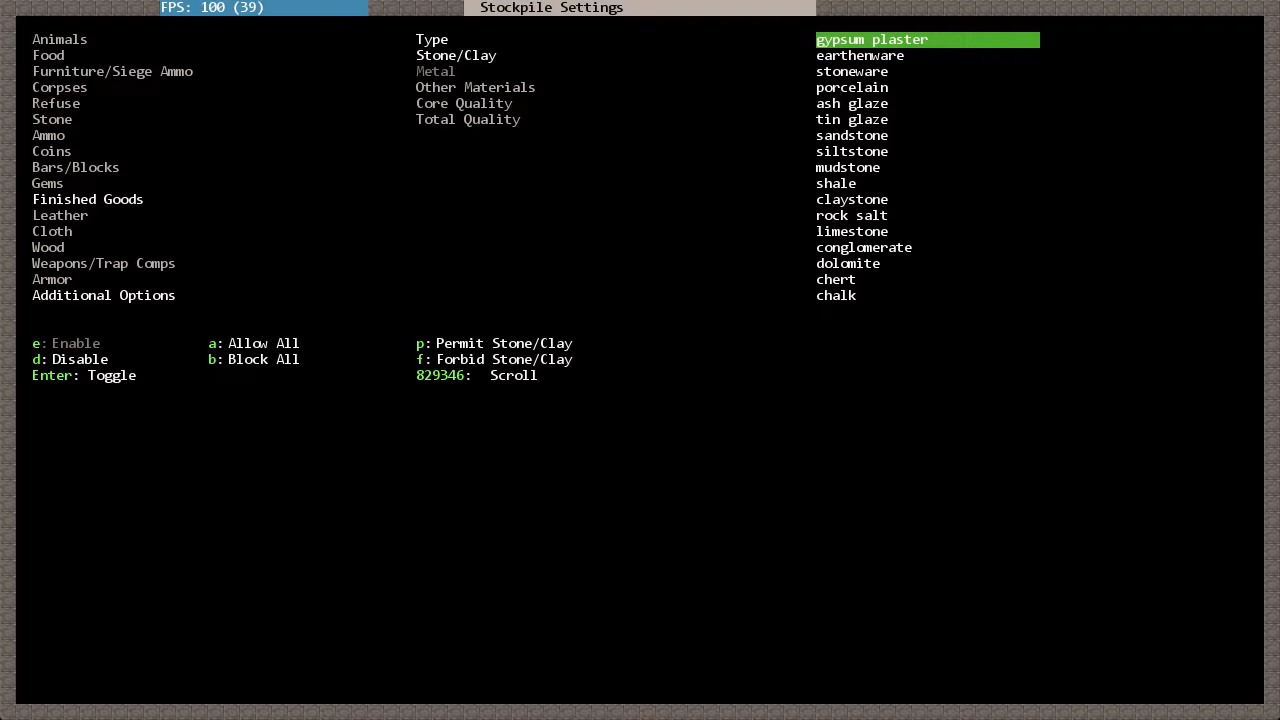 FPS: 100 (39)
Stockpile Settings
Animals
Food
Furniture/Siege Ammo
Corpses
Refuse
Stone
Ammo
Coins
Bars/Blocks
Gems
Finished Goods
Leather
Cloth
Wood
Weapons/Trap Comps
Armor
Additional Options
Type
Stone/Clay
Metal
Other Materials
Core Quality
Total Quality
gypsum plaster
earthenware
stoneware
porcelain
ash glaze
tin glaze
sandstone
siltstone
mudstone
shale
claystone
rock salt
limestone
conglomerate
dolomite
chert
chalk
e: Enable
a: Allow All
p: Permit Stone/Clay
d: Disable
b: Block All
f: Forbid Stone/Clay
Enter: Toggle
829346: Scroll